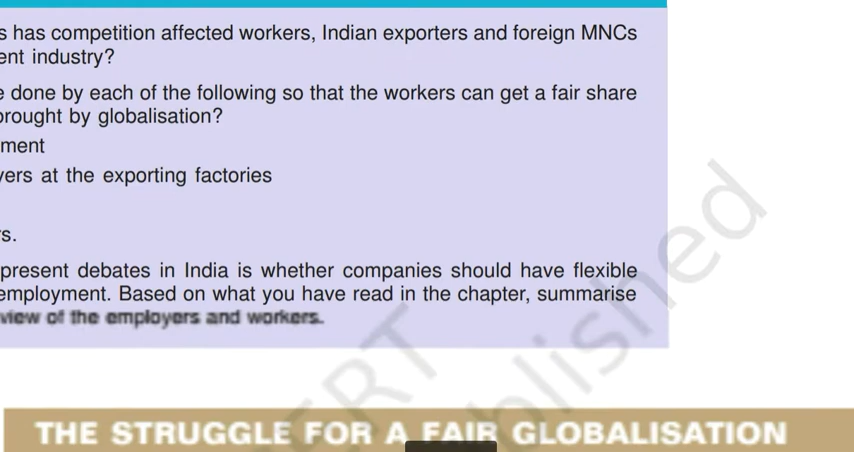 s has competition affected workers, Indian exporters and foreign MNCs
ent industry?
e done by each of the following so that the workers can get a fair share
brought by globalisation?
ment
yers at the exporting factories
rs.
present debates in India is whether companies should have flexible
employment. Based on what you have read in the chapter, summarise
view of the employers and workers.
THE STRUGGLE FOR A FAIR GLOBALISATION
ERT
blished